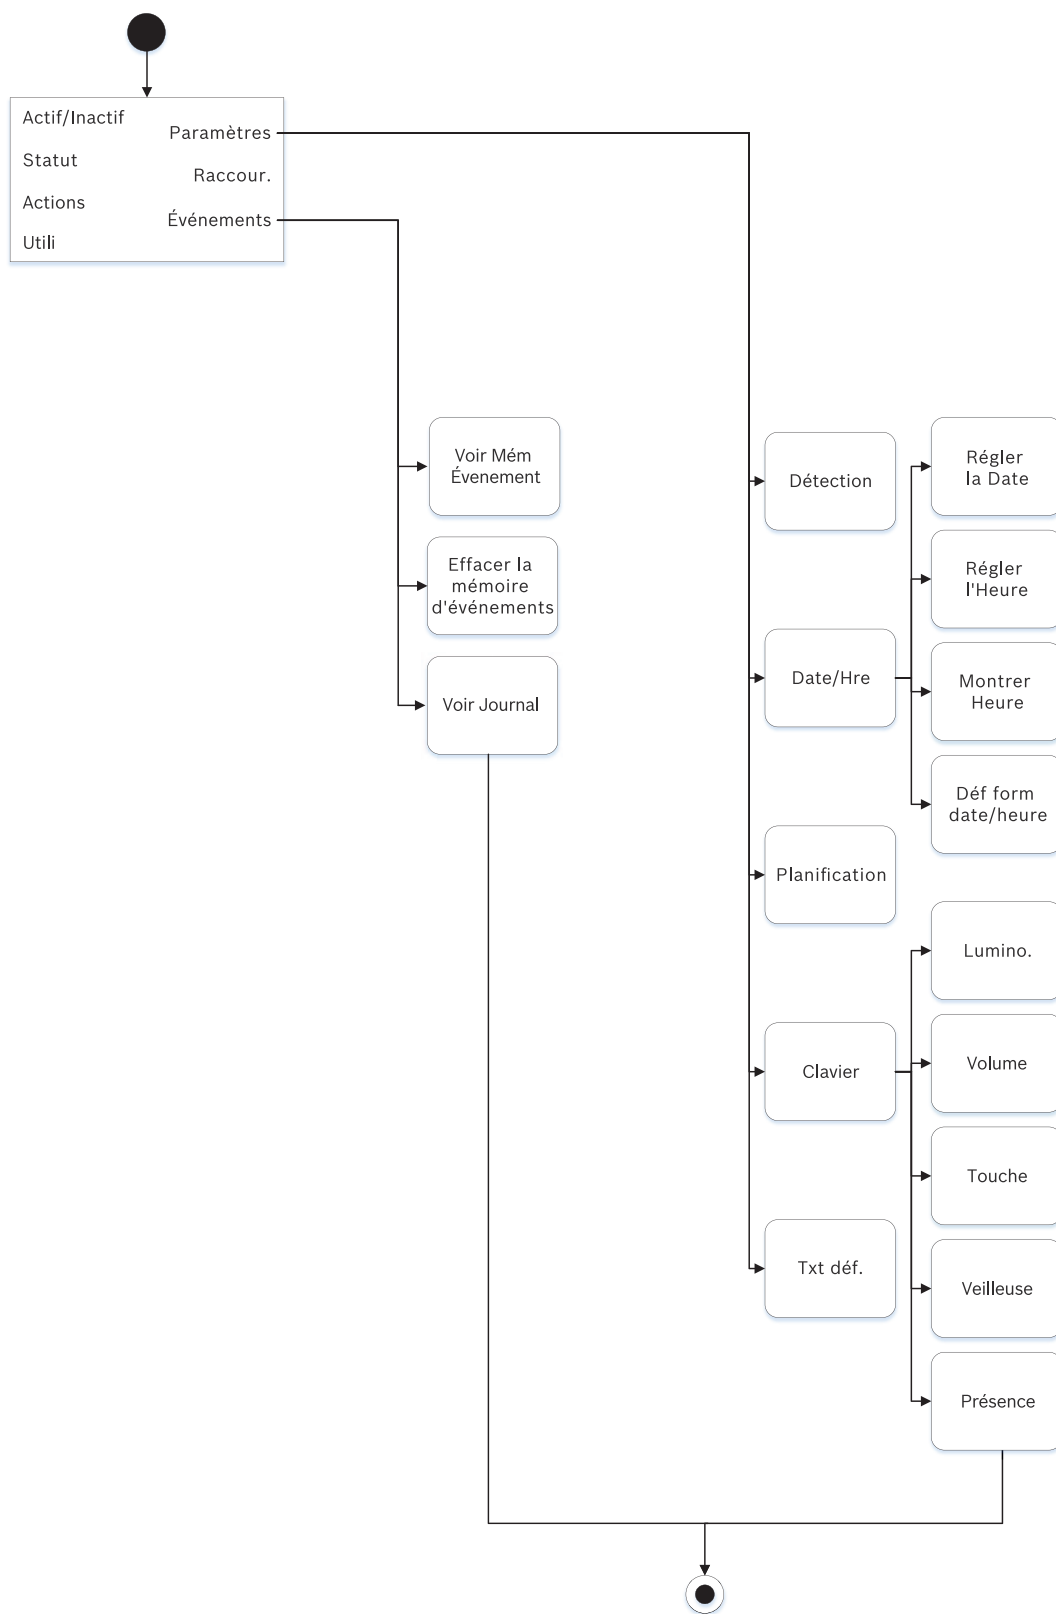 Actif/Inactif
Paramètres
Statut
Raccour.
Actions
Événements
Utili
Voir Mém
Évenement
Effacer la
mémoire
d'événements
Voir Journal
Détection
Date/Hre
Planification
Clavier
Txt déf.
Régler
la Date
Régler
l'Heure
Montrer
Heure
Déf form
date/heure
Lumino.
Volume
Touche
Veilleuse
Présence